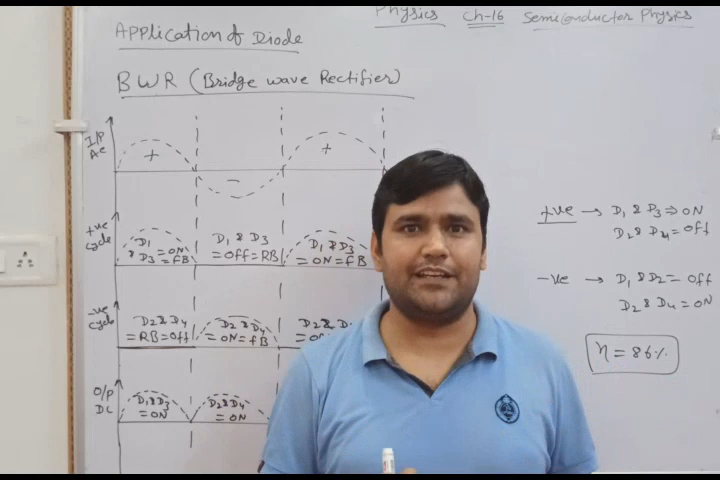 Physics Ch-16 Semiconductor Physics
Application of Diode
BWR (Bridge wave Rectifier)
I/P
AC
+
-
+
+ve
cycle
D1
& D3 = ON
= FB
D1 & D3
= OFF = RB
D1 & D3
= ON = FB
-ve
cycle
D2 & D4
= RB = OFF
D2 & D4
= ON = FB
D2 &
O/P
DC
D1 & D3
= ON
D2 & D4
= ON
+ve → D1 & D3 ⇒ ON
D2 & D4 = OFF
-ve → D1 & D2 = OFF
D2 & D4 = ON
η = 86%